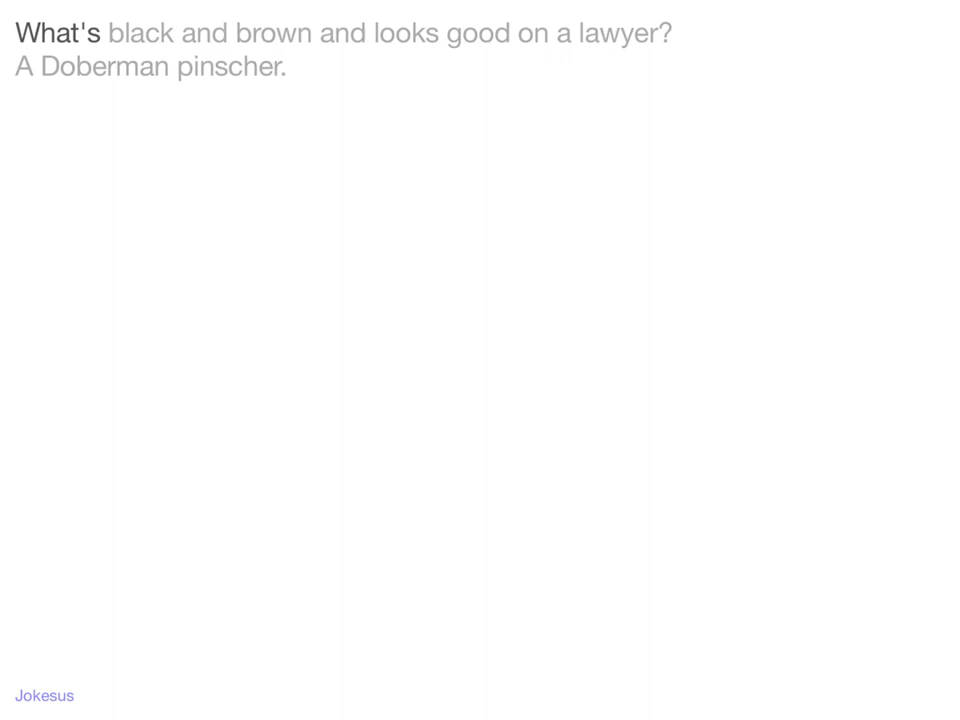 What's black and brown and looks good on a lawyer?
A Doberman pinscher.
Jokesus